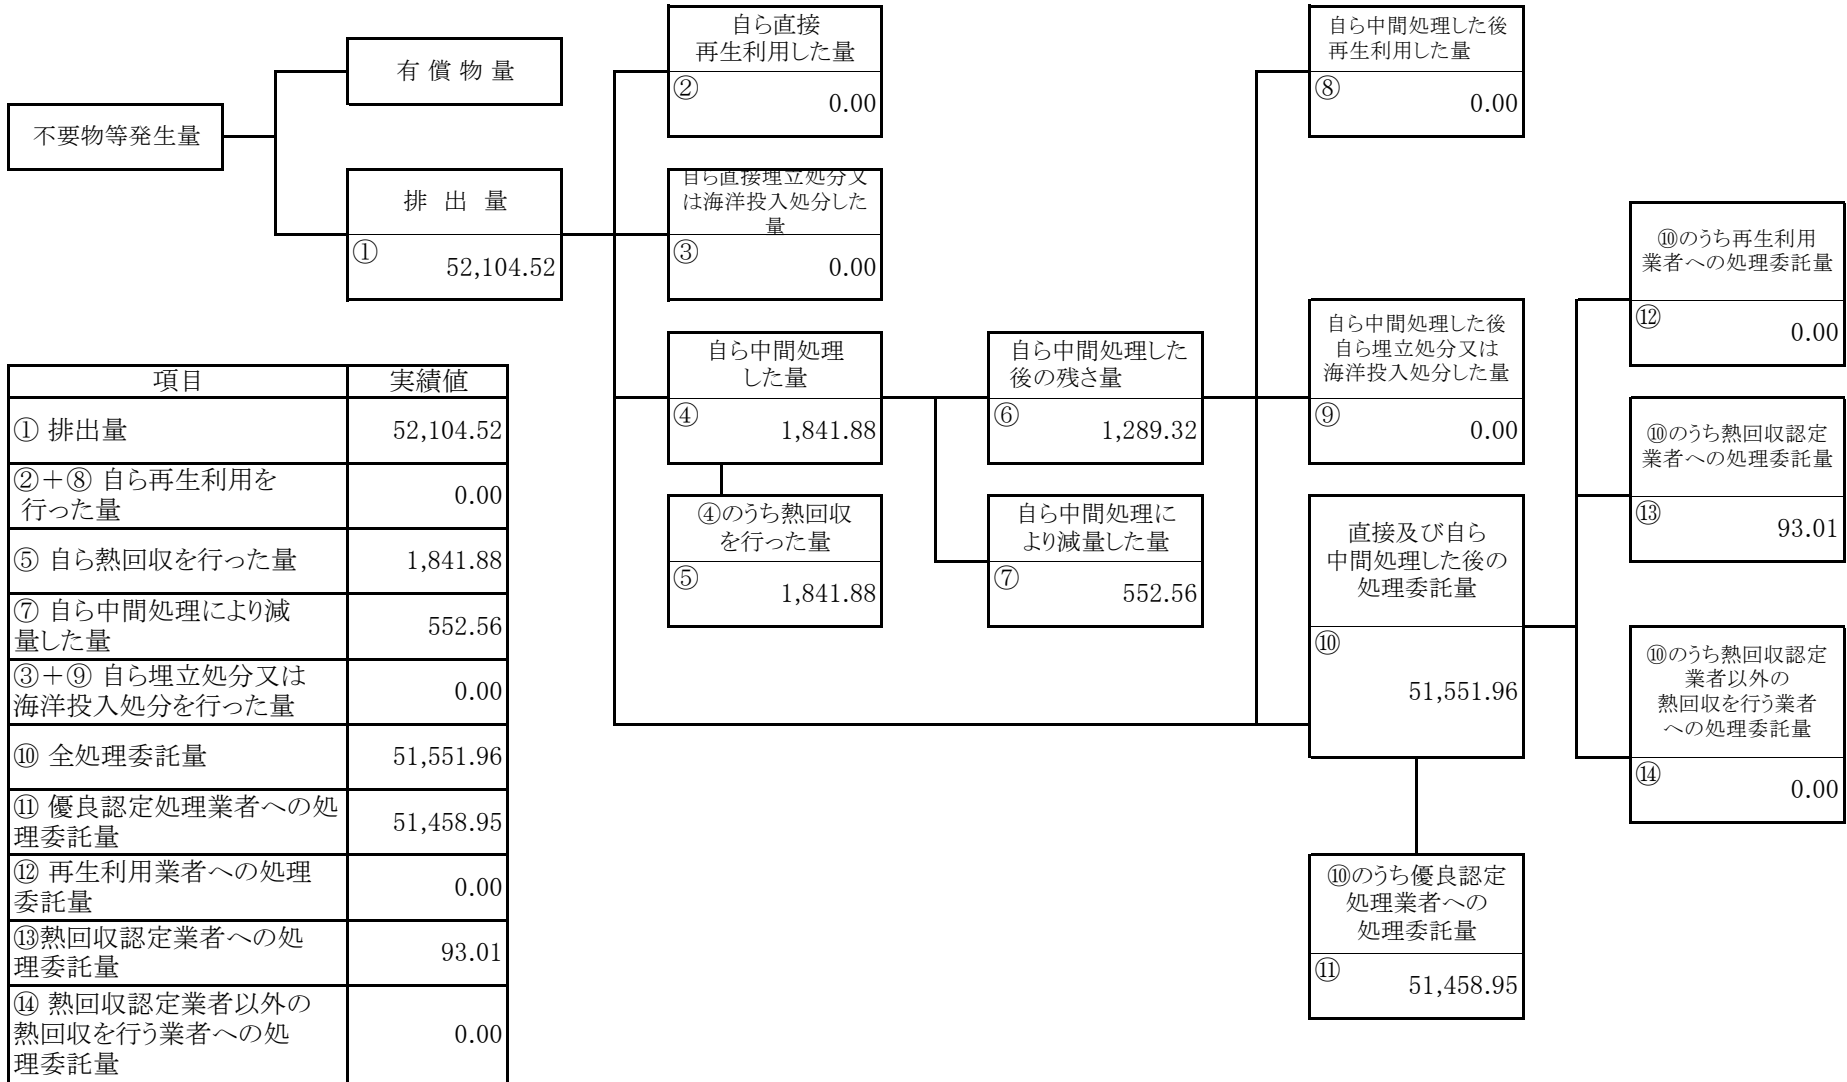 不要物等発生量
有 償 物 量
排 出 量
①
52,104.52
自ら直接
再生利用した量
②
0.00
自ら直接埋立処分又
は海洋投入処分した
量
③
0.00
自ら中間処理
した量
④
1,841.88
④のうち熱回収
を行った量
⑤
1,841.88
自ら中間処理した
後の残さ量
⑥
1,289.32
自ら中間処理に
より減量した量
⑦
552.56
自ら中間処理した後
再生利用した量
⑧
0.00
自ら中間処理した後
自ら埋立処分又は
海洋投入処分した量
⑨
0.00
直接及び自ら
中間処理した後の
処理委託量
⑩
51,551.96
⑩のうち優良認定
処理業者への
処理委託量
⑪
51,458.95
⑩のうち再生利用
業者への処理委託量
⑫
0.00
⑩のうち熱回収認定
業者への処理委託量
⑬
93.01
⑩のうち熱回収認定
業者以外の
熱回収を行う業者
への処理委託量
⑭
0.00
項目 実績値
① 排出量 52,104.52
②+⑧ 自ら再生利用を
行った量 0.00
⑤ 自ら熱回収を行った量 1,841.88
⑦ 自ら中間処理により減
量した量 552.56
③+⑨ 自ら埋立処分又は
海洋投入処分を行った量 0.00
⑩ 全処理委託量 51,551.96
⑪ 優良認定処理業者への処
理委託量 51,458.95
⑫ 再生利用業者への処理
委託量 0.00
⑬熱回収認定業者への処
理委託量 93.01
⑭ 熱回収認定業者以外の
熱回収を行う業者への処
理委託量 0.00